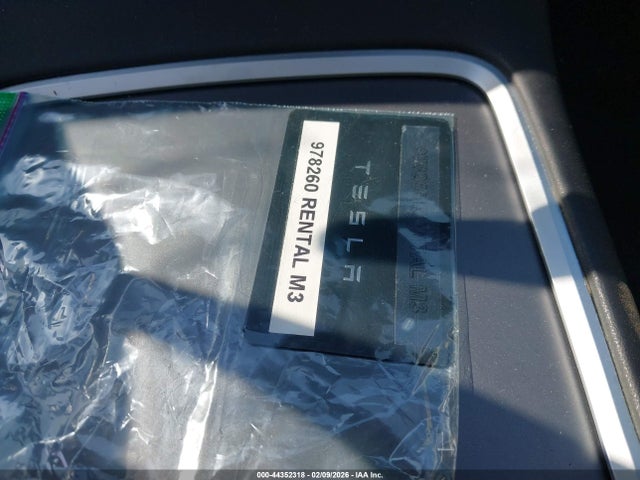 978260 RENTAL M3
TESLA
000-44352318 - 02/09/2026 - IAA Inc.